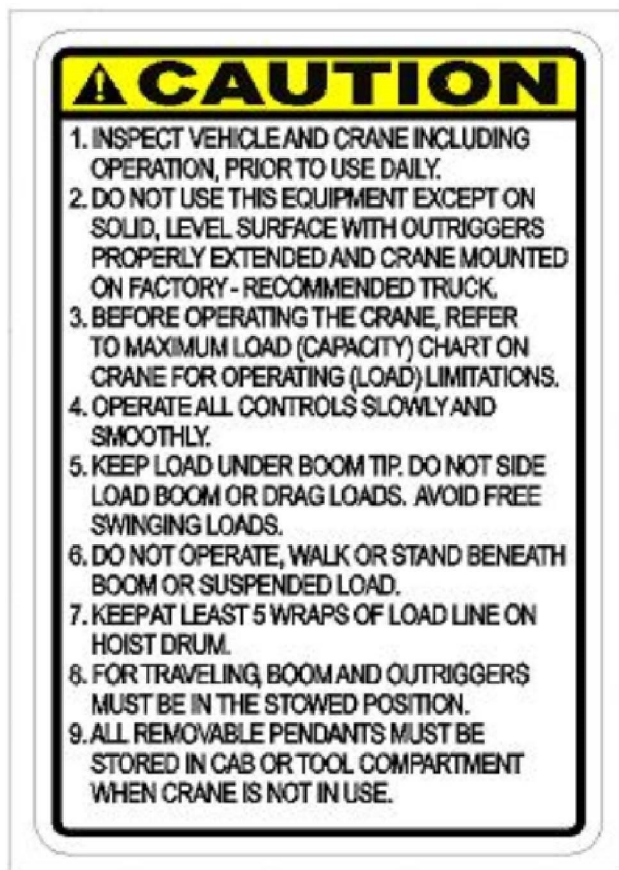 CAUTION
1. INSPECT VEHICLE AND CRANE INCLUDING
OPERATION, PRIOR TO USE DAILY.
2. DO NOT USE THIS EQUIPMENT EXCEPT ON
SOLID, LEVEL SURFACE WITH OUTRIGGERS
PROPERLY EXTENDED AND CRANE MOUNTED
ON FACTORY - RECOMMENDED TRUCK.
3. BEFORE OPERATING THE CRANE, REFER
TO MAXIMUM LOAD (CAPACITY) CHART ON
CRANE FOR OPERATING (LOAD) LIMITATIONS.
4. OPERATE ALL CONTROLS SLOWLY AND
SMOOTHLY.
5. KEEP LOAD UNDER BOOM TIP. DO NOT SIDE
LOAD BOOM OR DRAG LOADS. AVOID FREE
SWINGING LOADS.
6. DO NOT OPERATE, WALK OR STAND BENEATH
BOOM OR SUSPENDED LOAD.
7. KEEP AT LEAST 5 WRAPS OF LOAD LINE ON
HOIST DRUM.
8. FOR TRAVELING, BOOM AND OUTRIGGERS
MUST BE IN THE STOWED POSITION.
9. ALL REMOVABLE PENDANTS MUST BE
STORED IN CAB OR TOOL COMPARTMENT
WHEN CRANE IS NOT IN USE.